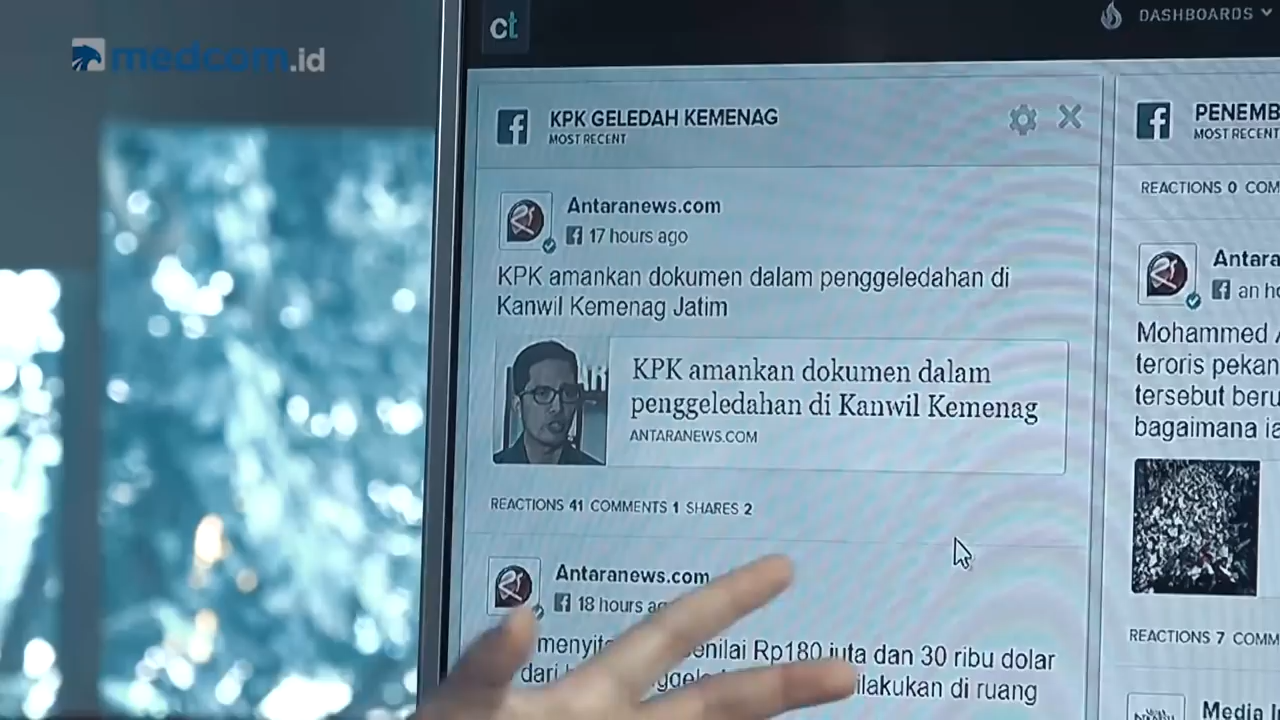 medcom.id
ct
DASHBOARDS
KPK GELEDAH KEMENAG
MOST RECENT
Antaranews.com
17 hours ago
KPK amankan dokumen dalam penggeledahan di
Kanwil Kemenag Jatim
KPK amankan dokumen dalam
penggeledahan di Kanwil Kemenag
ANTARANEWS.COM
REACTIONS 41 COMMENTS 1 SHARES 2
Antaranews.com
18 hours
Rp180 juta dan 30 ribu dolar
dari
di ruang
PENEMB
MOST RECENT
REACTIONS 0 COM
Antara
an ho
Mohammed
teroris pekan
tersebut beru
bagaimana ia
REACTIONS 7 COMM
Media I